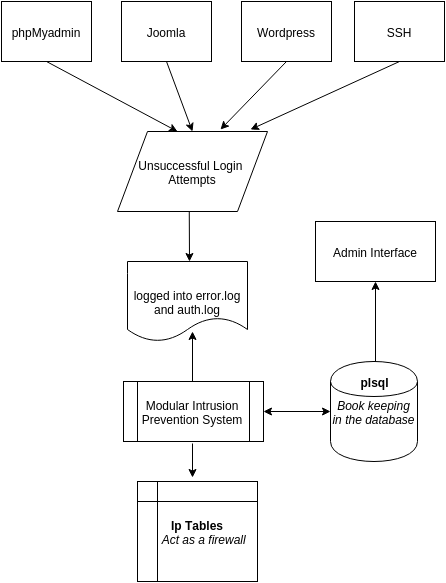 phpMyadmin
Joomla
Wordpress
SSH
Unsuccessful Login
Attempts
Admin Interface
logged into error.log
and auth.log
plsql
Book keeping
in the database
Modular Intrusion
Prevention System
Ip Tables
Act as a firewall